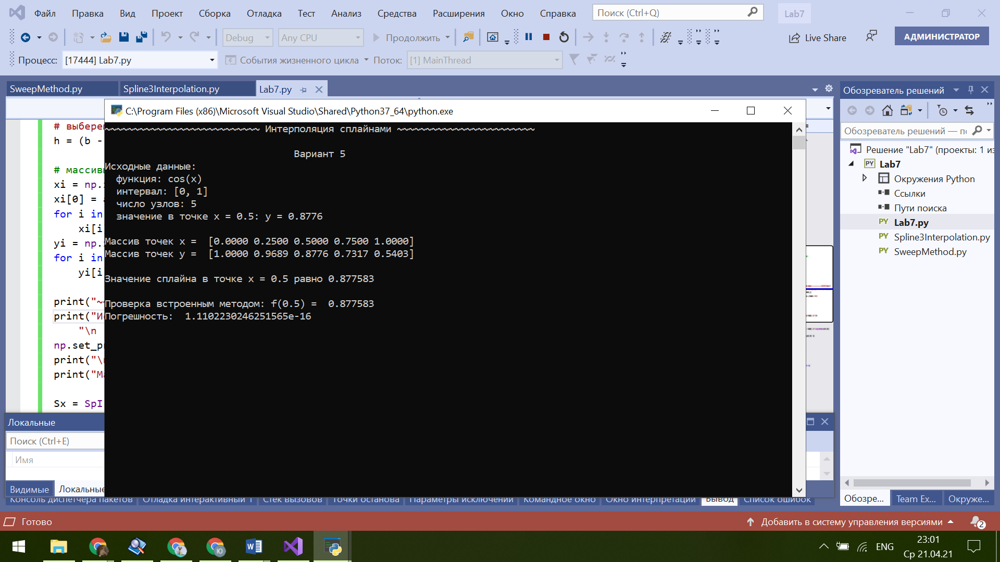 Файл Правка Вид Проект Сборка Отладка Тест Анализ Средства Расширения Окно Справка Поиск (Ctrl+Q) Lab7
Debug Any CPU Продолжить Live Share АДМИНИСТРАТОР
Процесс: [17444] Lab7.py События жизненного цикла Поток: [1] MainThread
SweepMethod.py Spline3Interpolation.py Lab7.py
C:\Program Files (x86)\Microsoft Visual Studio\Shared\Python37_64\python.exe
~~~~~~~~~~~~~~~~~~~~~~~~~~~ Интерполяция сплайнами ~~~~~~~~~~~~~~~~~~~~~~~~
Вариант 5
Исходные данные:
функция: cos(x)
интервал: [0, 1]
число узлов: 5
значение в точке x = 0.5: y = 0.8776
Массив точек x =  [0.0000 0.2500 0.5000 0.7500 1.0000]
Массив точек y =  [1.0000 0.9689 0.8776 0.7317 0.5403]
Значение сплайна в точке x = 0.5 равно 0.877583
Проверка встроенным методом: f(0.5) =  0.877583
Погрешность:  1.1102230246251565e-16
h = (b -
xi = np.
xi[0] =
for i in
xi[i
yi = np.
for i in
yi[i
print("~
print("И
"\n
np.set_p
print("\
print("Ма
Sx = SpI
Обозреватель решений
Обозреватель решений — по
Решение "Lab7" (проекты: 1 из
Lab7
Окружения Python
Ссылки
Пути поиска
Lab7.py
Spline3Interpolation.py
SweepMethod.py
Локальные
Поиск (Ctrl+E)
Имя
Видимые Локальные
Консоль диспетчера пакетов Отладка интерактивный 1 Стек вызовов Точки останова Параметры исключений Командное окно Окно интерпретации Вывод Список ошибок
Обозре... Team Ex... Окруже...
Готово Добавить в систему управления версиями 2
ENG 23:01
Ср 21.04.21